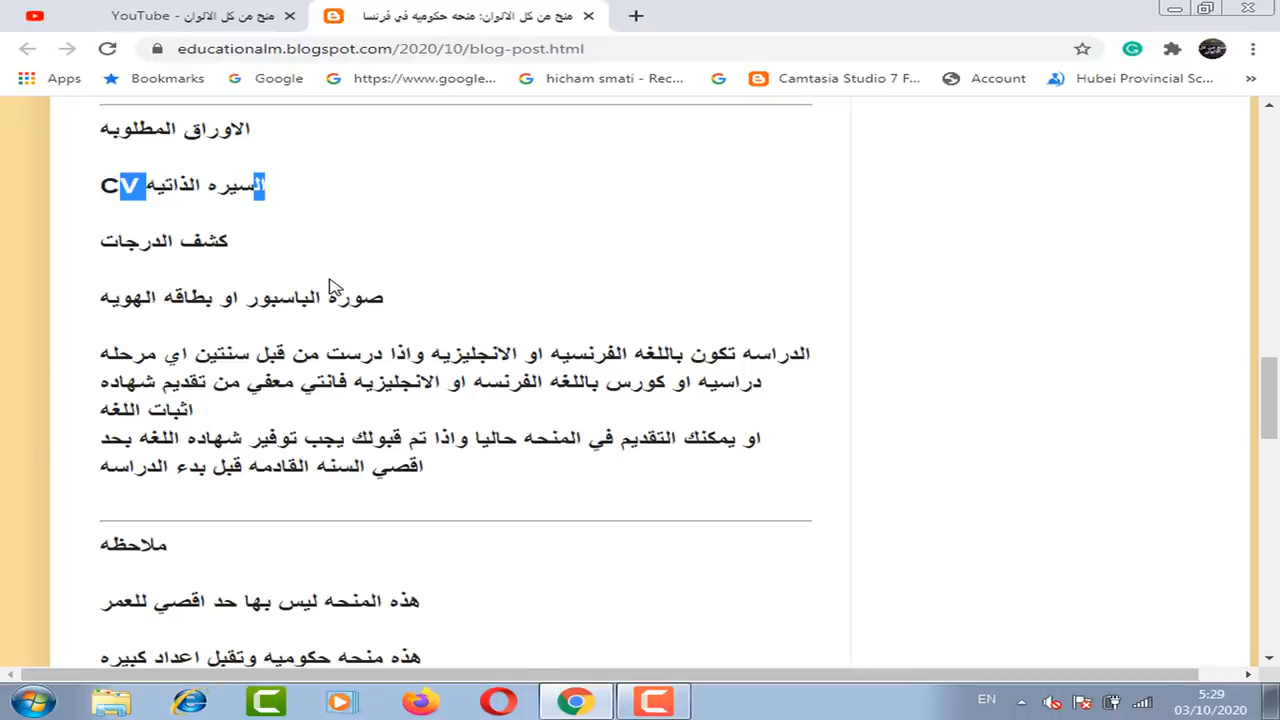 منح من كل الالوان - YouTube
منح من كل الالوان: منحه حكوميه في فرنسا
educationalm.blogspot.com/2020/10/blog-post.html
Apps
Bookmarks
Google
https://www.google...
hicham smati - Rec...
Camtasia Studio 7 F...
Account
Hubei Provincial Sc...
»
الاوراق المطلوبه
السيره الذاتيه CV
كشف الدرجات
صوره الباسبور او بطاقه الهويه
الدراسه تكون باللغه الفرنسيه او الانجليزيه واذا درست من قبل سنتين اي مرحله
دراسيه او كورس باللغه الفرنسه او الانجليزيه فانتي معفي من تقديم شهاده
اثبات اللغه
او يمكنك التقديم في المنحه حاليا واذا تم قبولك يجب توفير شهاده اللغه بحد
اقصي السنه القادمه قبل بدء الدراسه
ملاحظه
هذه المنحه ليس بها حد اقصي للعمر
هذه منحه حكوميه وتقبل اعداد كبيره
EN
5:29
03/10/2020